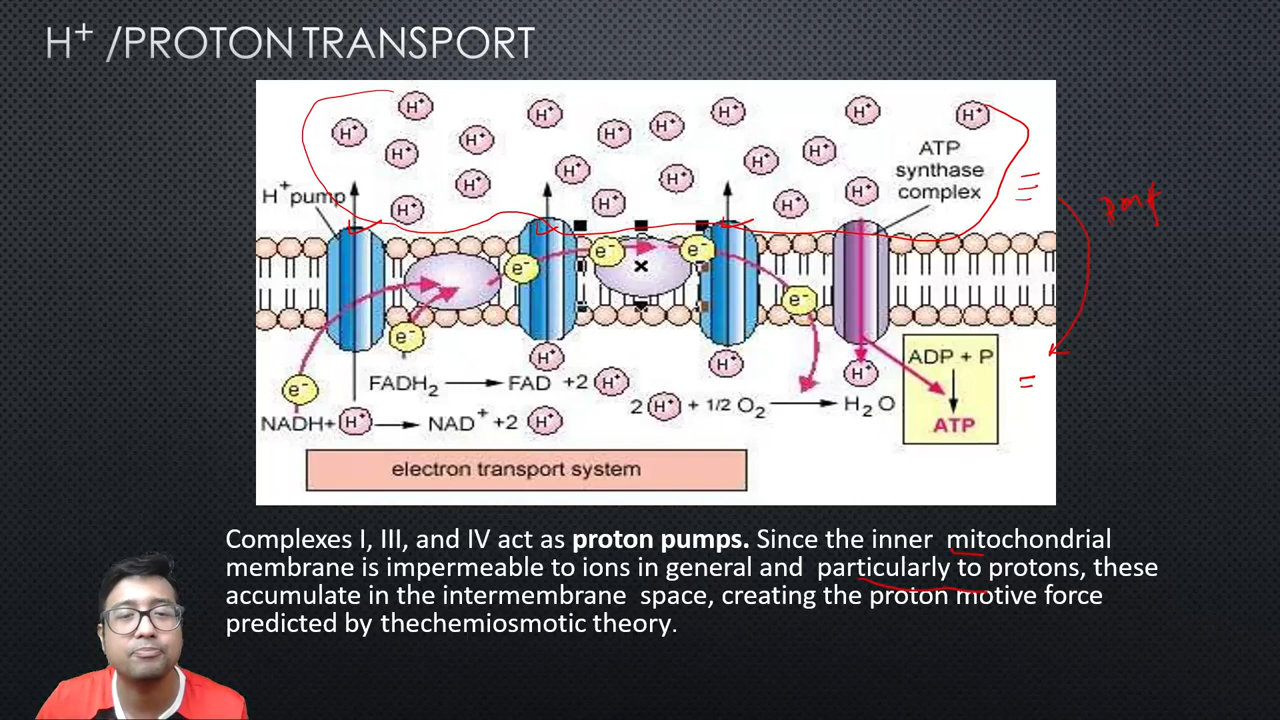 H⁺ /PROTON TRANSPORT
H⁺ H⁺ H⁺ H⁺ H⁺
H⁺ H⁺ H⁺ H⁺
H⁺ H⁺ H⁺ H⁺ H⁺
H⁺ H⁺ H⁺
H⁺ H⁺ H⁺
ATP
synthase
complex
H⁺pump
pmf
e⁻ e⁻ e⁻ e⁻
e⁻ e⁻
H⁺ H⁺ H⁺
ADP + P
ATP
FADH₂ → FAD +2 H⁺
2 H⁺ + 1/2 O₂ → H₂O
NADH+ H⁺ → NAD⁺ +2 H⁺
electron transport system
Complexes I, III, and IV act as proton pumps. Since the inner mitochondrial
membrane is impermeable to ions in general and particularly to protons, these
accumulate in the intermembrane space, creating the proton motive force
predicted by thechemiosmotic theory.